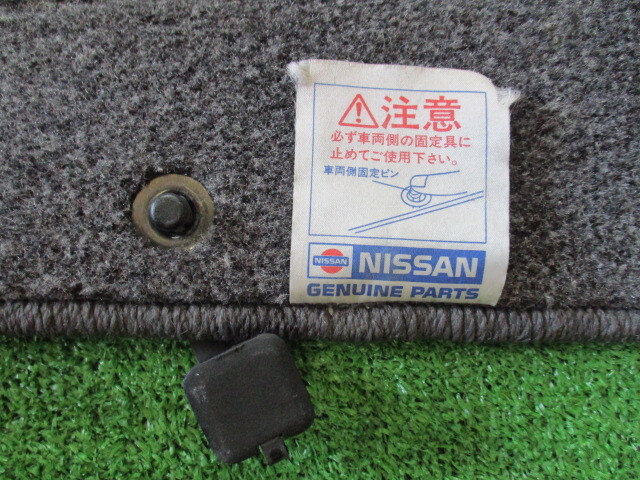 注意
必ず車両側の固定具に
止めてご使用下さい。
車両側固定ピン
NISSAN NISSAN
GENUINE PARTS